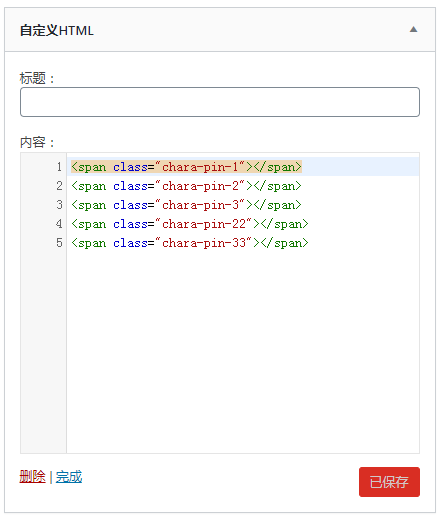 自定义HTML
标题：
内容：
1 <span class="chara-pin-1"></span>
2 <span class="chara-pin-2"></span>
3 <span class="chara-pin-3"></span>
4 <span class="chara-pin-22"></span>
5 <span class="chara-pin-33"></span>
删除 | 完成 已保存